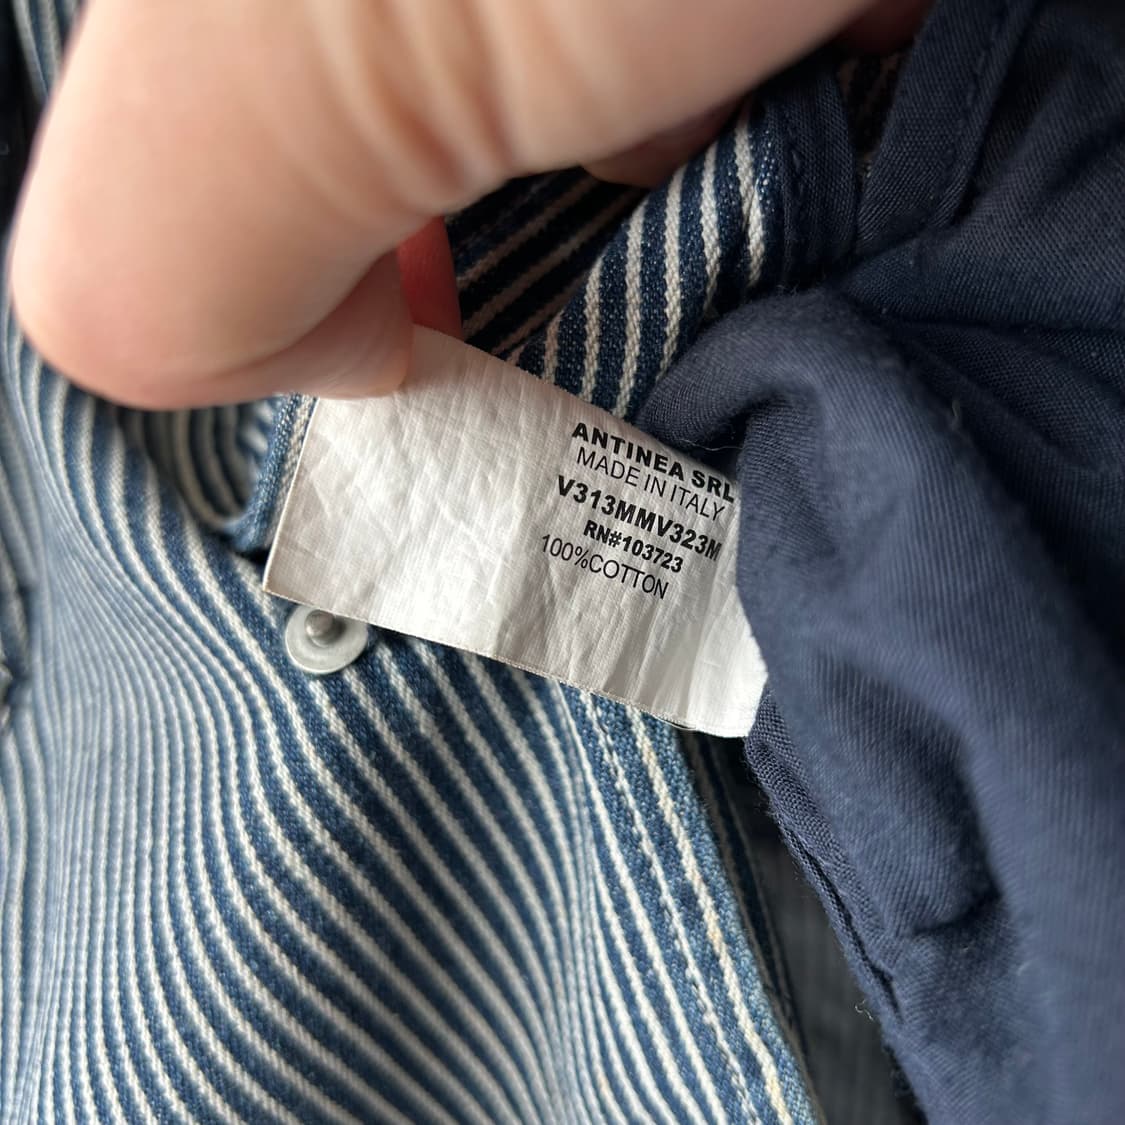 ANTINEA SRL
MADE IN ITALY
V313MMV323M
RN#103723
100%COTTON